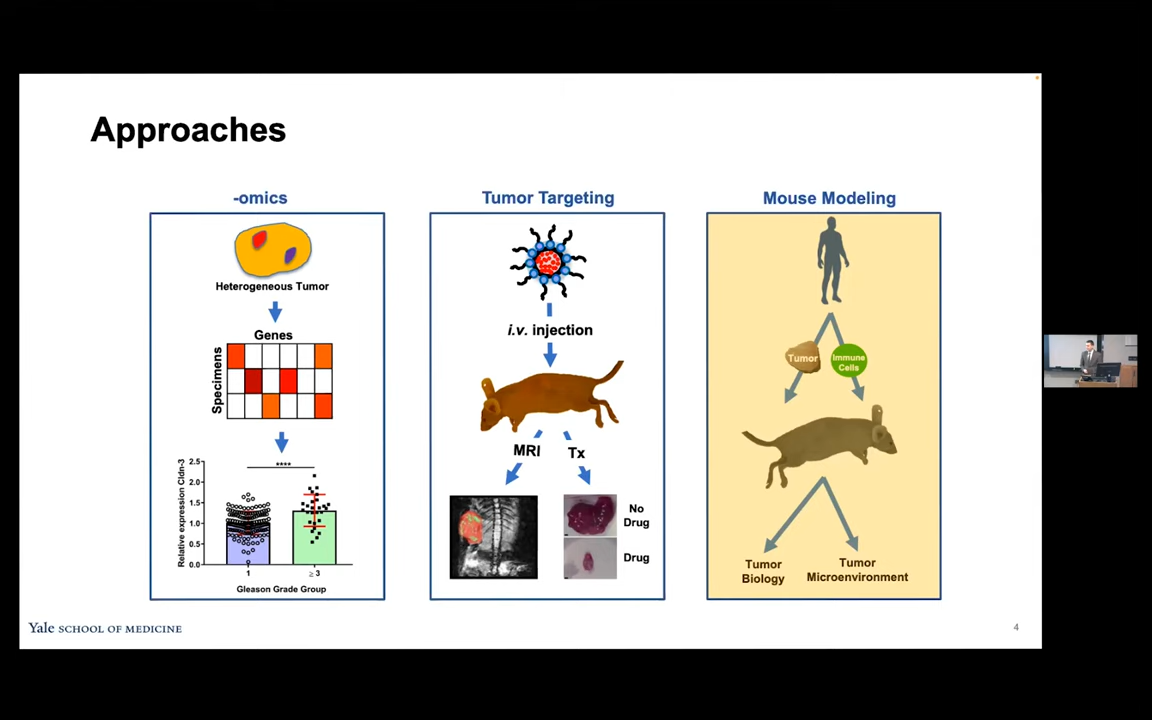 Approaches
-omics
Heterogeneous Tumor
Genes
Specimens
Relative expression Cldn-3
2.5
2.0
1.5
1.0
0.5
0.0
****
1
≥ 3
Gleason Grade Group
Tumor Targeting
i.v. injection
MRI
Tx
No
Drug
Drug
Mouse Modeling
Tumor
Immune
Cells
Tumor
Biology
Tumor
Microenvironment
Yale SCHOOL OF MEDICINE
4